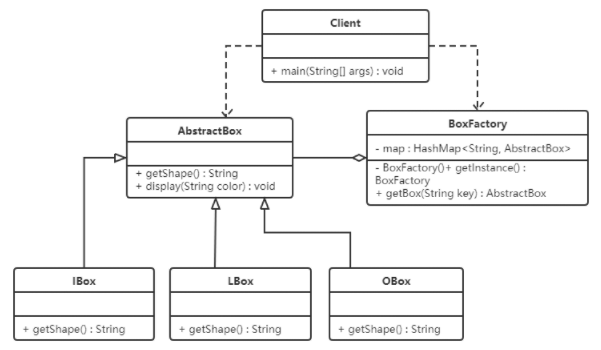 Client
+ main(String[] args) : void
AbstractBox
+ getShape() : String
+ display(String color) : void
BoxFactory
- map : HashMap<String, AbstractBox>
- BoxFactory()+ getInstance() :
BoxFactory
+ getBox(String key) : AbstractBox
IBox
+ getShape() : String
LBox
+ getShape() : String
OBox
+ getShape() : String